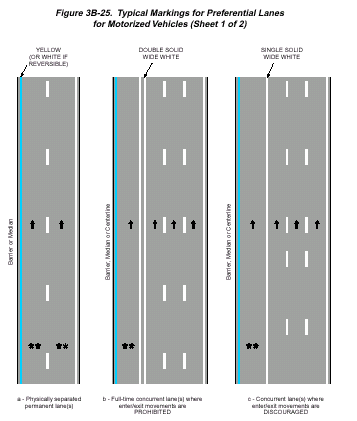 Figure 3B-25. Typical Markings for Preferential Lanes
for Motorized Vehicles (Sheet 1 of 2)
YELLOW
(OR WHITE IF
REVERSIBLE)
DOUBLE SOLID
WIDE WHITE
SINGLE SOLID
WIDE WHITE
Barrier or Median
Barrier, Median or Centerline
Barrier, Median or Centerline
a - Physically separated
permanent lane(s)
b - Full-time concurrent lane(s) where
enter/exit movements are
PROHIBITED
c - Concurrent lane(s) where
enter/exit movements are
DISCOURAGED